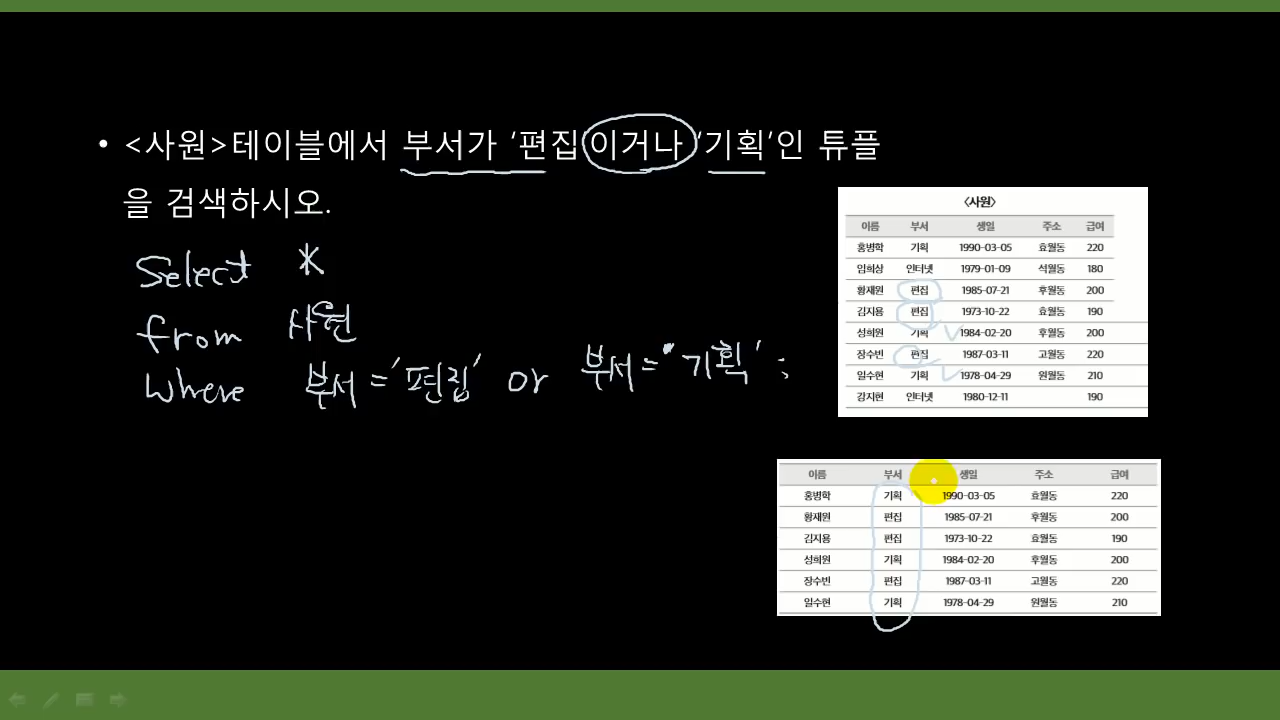 • <사원>테이블에서 부서가 '편집 이거나 '기획'인 튜플
을 검색하시오.
Select *
from 사원
Where 부서='편집' or 부서='기획' ;
<사원>
이름 부서 생일 주소 급여
홍병학 기획 1990-03-05 효월동 220
임희상 인터넷 1979-01-09 석월동 180
황재원 편집 1985-07-21 후월동 200
김지용 편집 1973-10-22 효월동 190
성희원 기획 1984-02-20 후월동 200
장수빈 편집 1987-03-11 고월동 220
일수현 기획 1978-04-29 원월동 210
강지현 인터넷 1980-12-11 190
이름 부서 생일 주소 급여
홍병학 기획 1990-03-05 효월동 220
황재원 편집 1985-07-21 후월동 200
김지용 편집 1973-10-22 효월동 190
성희원 기획 1984-02-20 후월동 200
장수빈 편집 1987-03-11 고월동 220
일수현 기획 1978-04-29 원월동 210